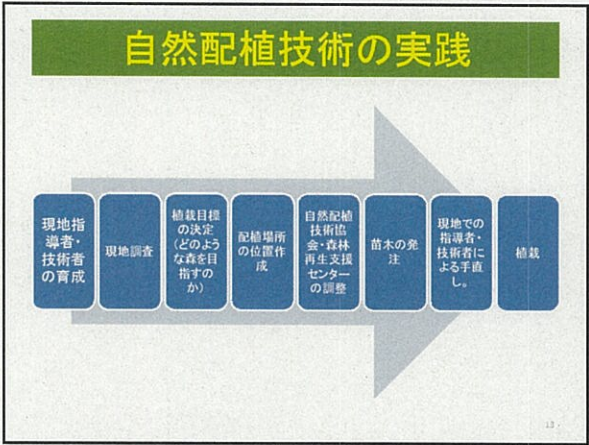 自然配植技術の実践
現地指
導者・
技術者
の育成
現地調査
植栽目標
の決定
（どのよう
な森を目
指すの
か）
配植場所
の位置作
成
自然配植
技術協
会・森林
再生支援
センター
の調整
苗木の発
注
現地での
指導者・
技術者に
よる手直
し。
植栽
13